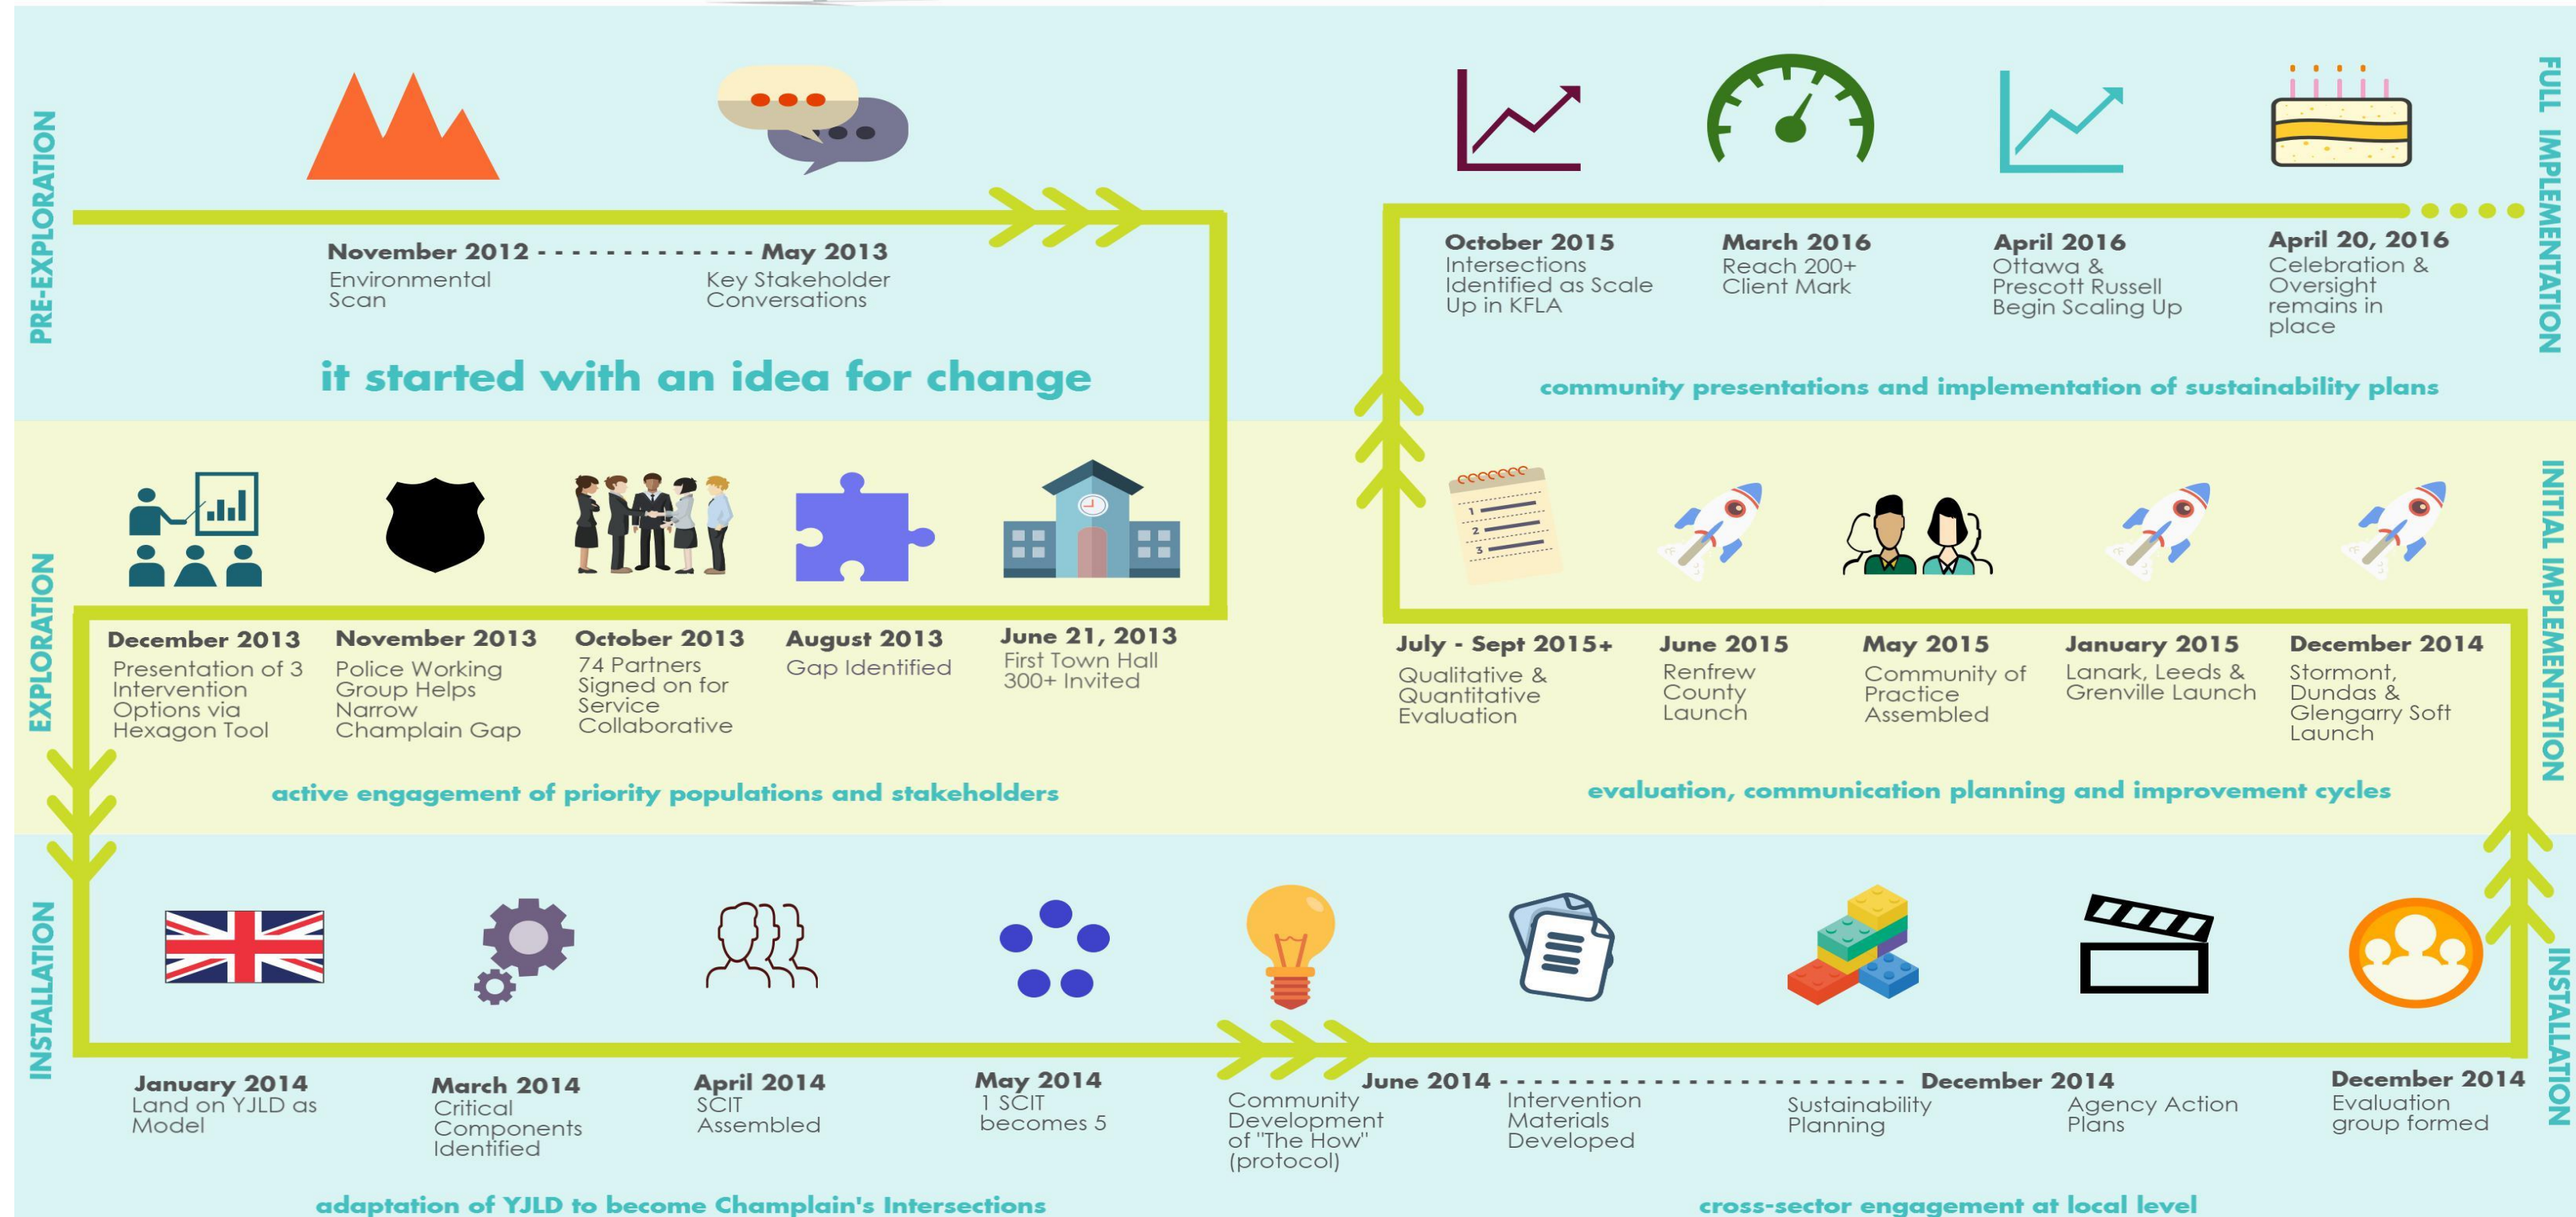 PRE-EXPLORATION
November 2012 - - - - - - - - - - - - - May 2013
Environmental
Scan
Key Stakeholder
Conversations
it started with an idea for change
EXPLORATION
June 21, 2013
First Town Hall
300+ Invited
August 2013
Gap Identified
October 2013
74 Partners
Signed on for
Service
Collaborative
November 2013
Police Working
Group Helps
Narrow
Champlain Gap
December 2013
Presentation of 3
Intervention
Options via
Hexagon Tool
active engagement of priority populations and stakeholders
INSTALLATION
January 2014
Land on YJLD as
Model
March 2014
Critical
Components
Identified
April 2014
SCIT
Assembled
May 2014
1 SCIT
becomes 5
adaptation of YJLD to become Champlain's Intersections
June 2014 - - - - - - - - - - - - - - - - - - - - - - - - December 2014
Community
Development
of "The How"
(protocol)
Intervention
Materials
Developed
Sustainability
Planning
Agency Action
Plans
December 2014
Evaluation
group formed
cross-sector engagement at local level
INSTALLATION
INITIAL IMPLEMENTATION
December 2014
Stormont,
Dundas &
Glengarry Soft
Launch
January 2015
Lanark, Leeds &
Grenville Launch
May 2015
Community of
Practice
Assembled
June 2015
Renfrew
County
Launch
1
2
3
July - Sept 2015+
Qualitative &
Quantitative
Evaluation
evaluation, communication planning and improvement cycles
FULL IMPLEMENTATION
October 2015
Intersections
Identified as Scale
Up in KFLA
March 2016
Reach 200+
Client Mark
April 2016
Ottawa &
Prescott Russell
Begin Scaling Up
April 20, 2016
Celebration &
Oversight
remains in
place
community presentations and implementation of sustainability plans